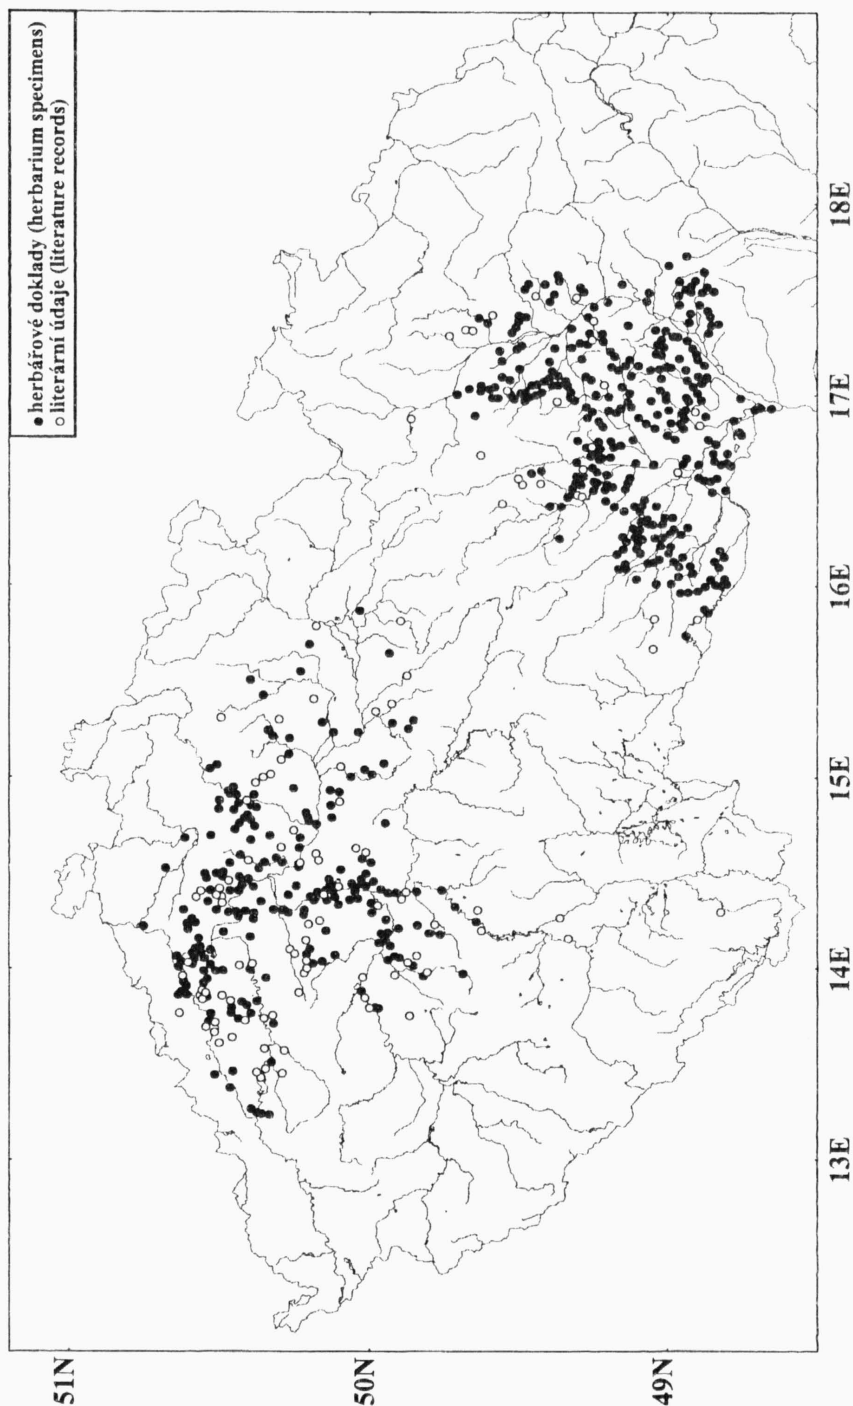 ● herbářové doklady (herbarium specimens)
○ literární údaje (literature records)
51N
50N
49N
13E
14E
15E
16E
17E
18E